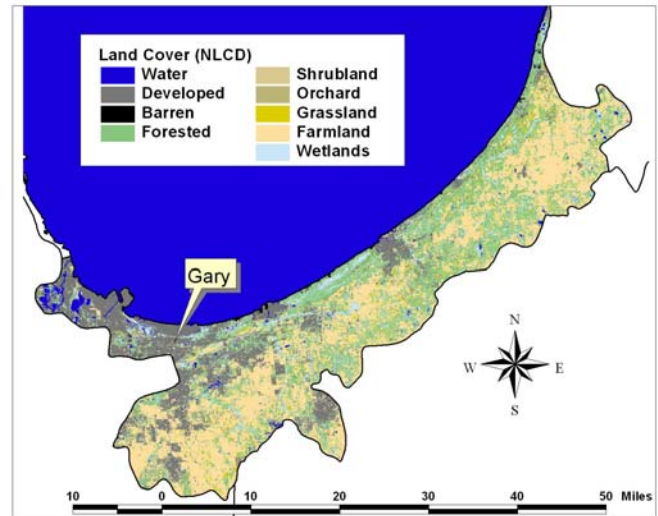 Land Cover (NLCD)
Water
Developed
Barren
Forested
Shrubland
Orchard
Grassland
Farmland
Wetlands
Gary
N
W E
S
10 0 10 20 30 40 50 Miles